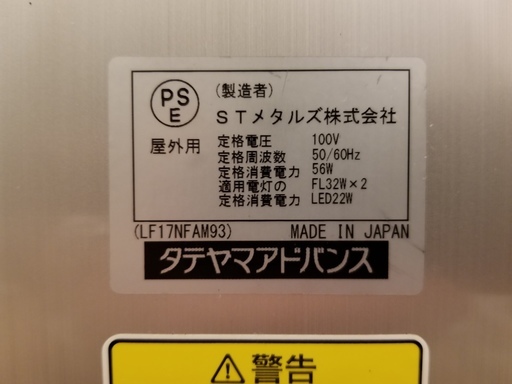 PS
E
(製造者)
STメタルズ株式会社
屋外用
定格電圧 100V
定格周波数 50/60Hz
定格消費電力 56W
適用電灯の FL32W×2
定格消費電力 LED22W
(LF17NFAM93) MADE IN JAPAN
タテヤマアドバンス
⚠警告